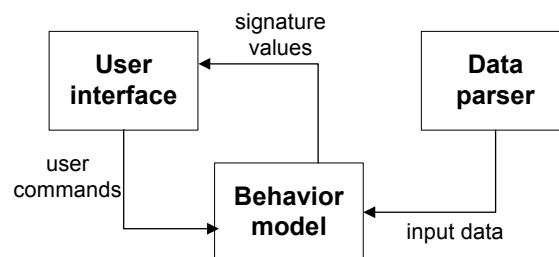 signature
values
User
interface
Data
parser
user
commands
Behavior
model
input data